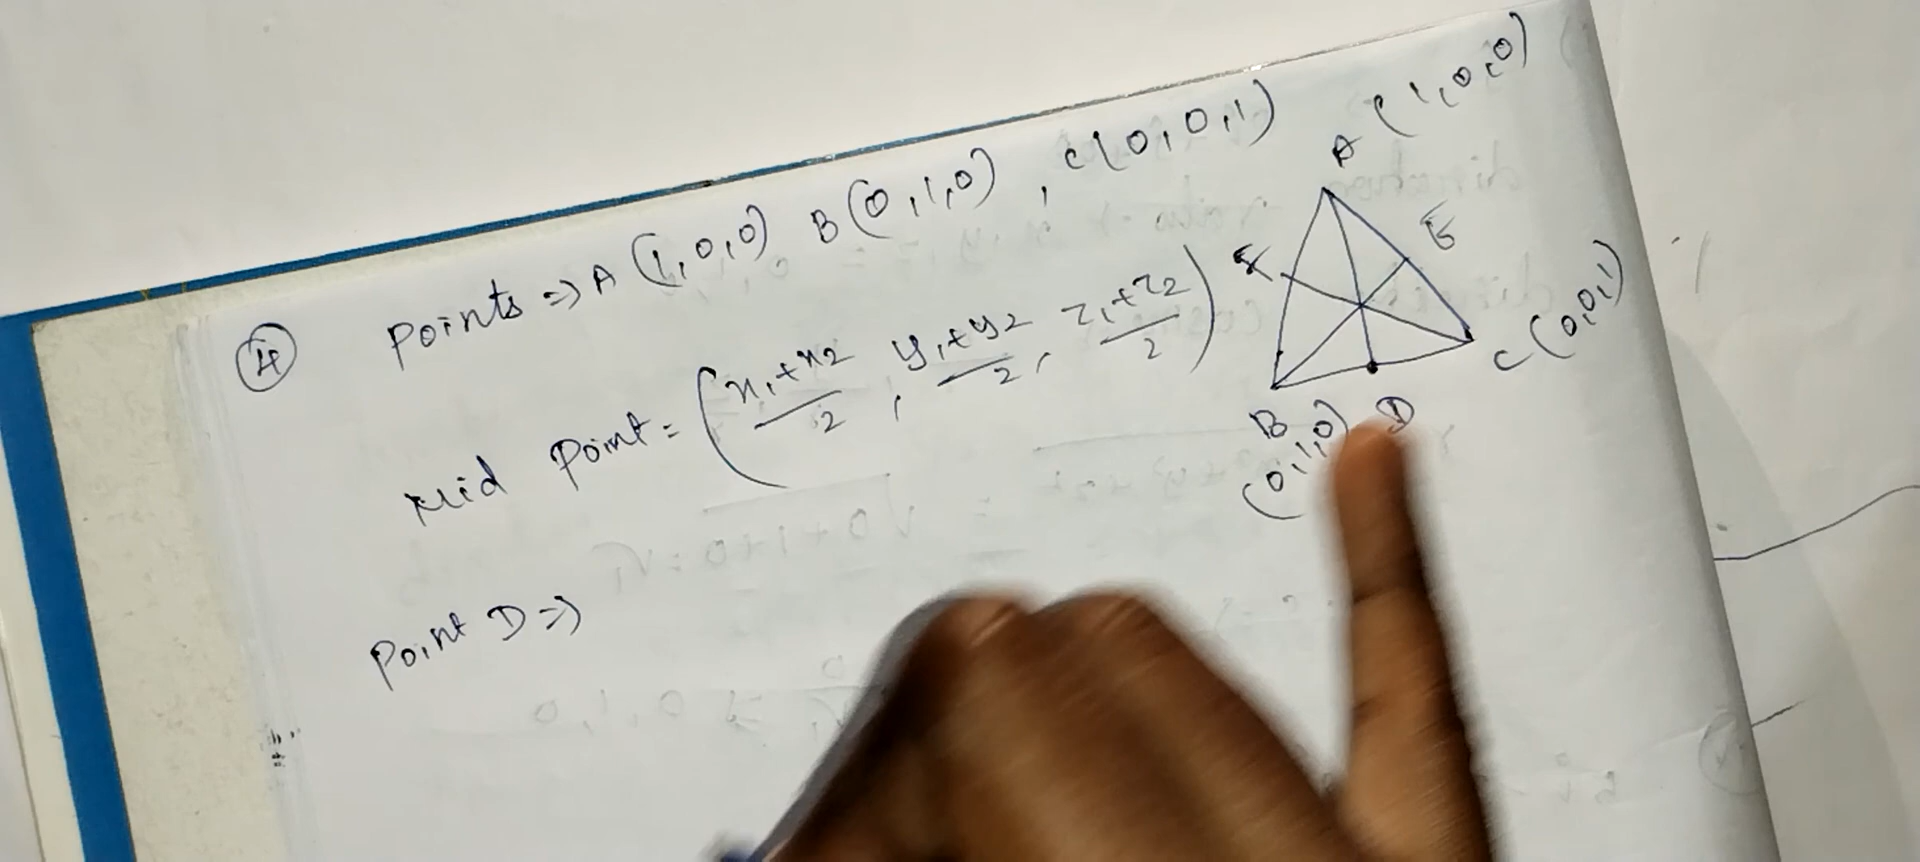 4 Points => A (1,0,0) B(0,1,0), C(0,0,1)
Mid Point = (x₁+x₂/2, y₁+y₂/2, z₁+z₂/2)
Point D =>
A (1,0,0)
E
C (0,0,1)
B
(0,1,0)
D